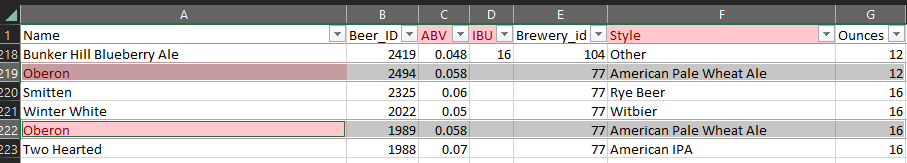 A B C D E F G
1 Name Beer_ID ABV IBU Brewery_id Style Ounces
218 Bunker Hill Blueberry Ale 2419 0.048 16 104 Other 12
219 Oberon 2494 0.058 77 American Pale Wheat Ale 12
220 Smitten 2325 0.06 77 Rye Beer 16
221 Winter White 2022 0.05 77 Witbier 16
222 Oberon 1989 0.058 77 American Pale Wheat Ale 16
223 Two Hearted 1988 0.07 77 American IPA 16